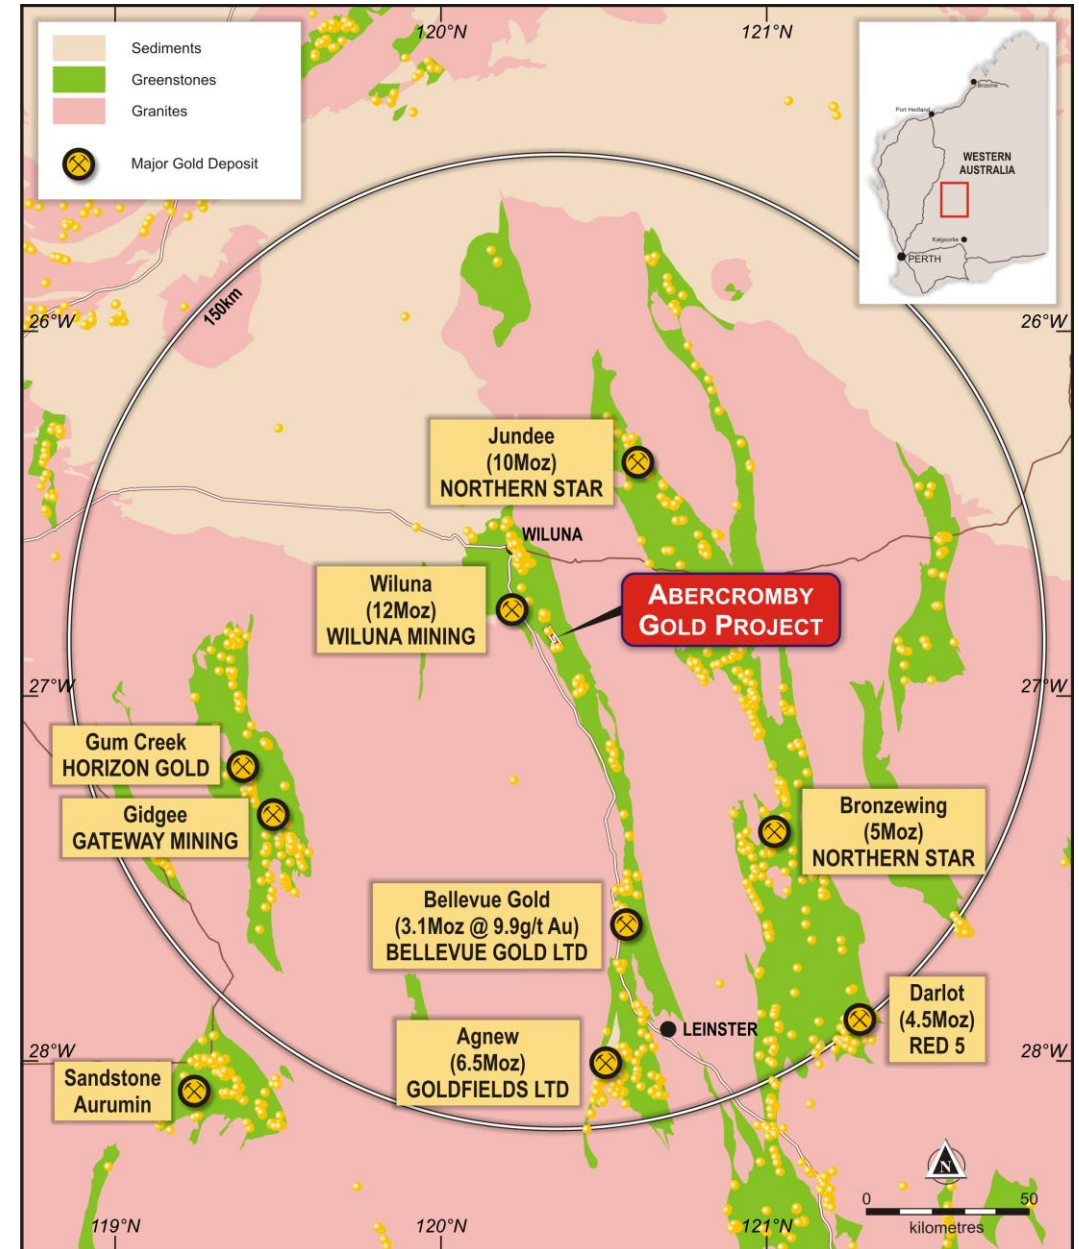 120°N
121°N
Sediments
Greenstones
Granites
Major Gold Deposit
Broome
Port Hedland
WESTERN
AUSTRALIA
Kalgoorlie
PERTH
150km
26°W
26°W
Jundee
(10Moz)
NORTHERN STAR
WILUNA
Wiluna
(12Moz)
WILUNA MINING
ABERCROMBY
GOLD PROJECT
27°W
27°W
Gum Creek
HORIZON GOLD
Gidgee
GATEWAY MINING
Bronzewing
(5Moz)
NORTHERN STAR
Bellevue Gold
(3.1Moz @ 9.9g/t Au)
BELLEVUE GOLD LTD
Darlot
(4.5Moz)
RED 5
LEINSTER
Agnew
(6.5Moz)
GOLDFIELDS LTD
28°W
28°W
Sandstone
Aurumin
N
0 50
kilometres
119°N
120°N
121°N